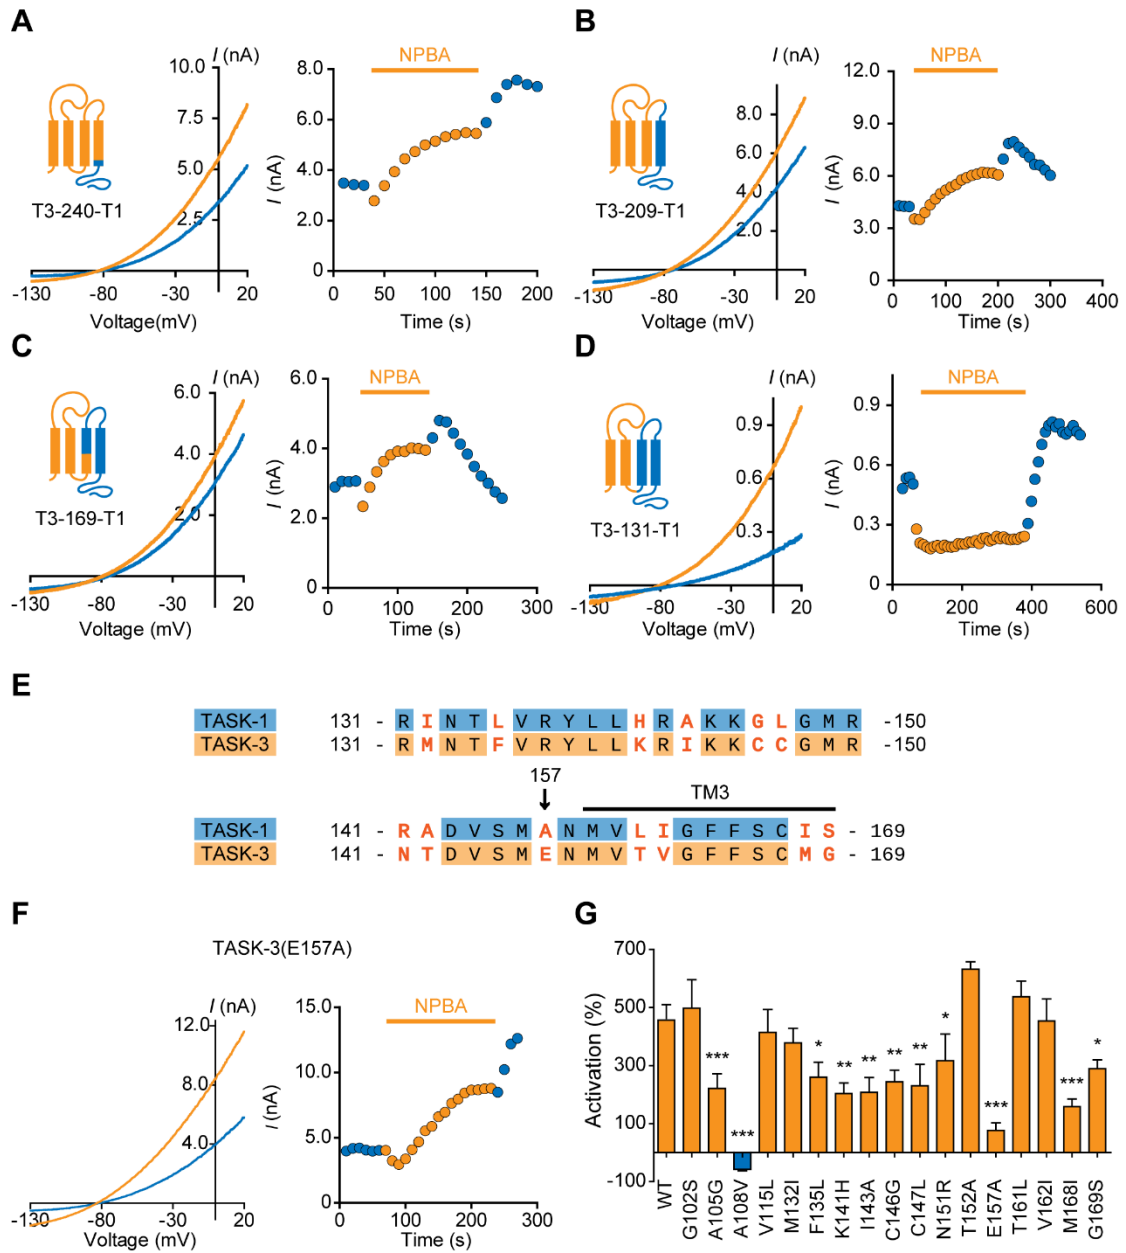 A
I (nA)
10.0
7.5
5.0
2.5
-130
-80
-30
20
Voltage(mV)
T3-240-T1
NPBA
8.0
6.0
4.0
2.0
0
I (nA)
0
50
100
150
200
Time (s)
B
I (nA)
8.0
6.0
4.0
2.0
-130
-80
-30
20
Voltage (mV)
T3-209-T1
NPBA
12.0
9.0
6.0
3.0
0
I (nA)
0
100
200
300
400
Time (s)
C
I (nA)
6.0
4.0
2.0
-130
-80
-30
20
Voltage (mV)
T3-169-T1
NPBA
6.0
4.0
2.0
0
I (nA)
0
100
200
300
Time (s)
D
I (nA)
0.9
0.6
0.3
-80
-30
20
Voltage (mV)
T3-131-T1
NPBA
0.9
0.6
0.3
0
I (nA)
0
200
400
600
Time (s)
E
TASK-1 131 - R I N T L V R Y L L H R A K K G L G M R -150
TASK-3 131 - R M N T F V R Y L L K R I K K C C G M R -150
157
TM3
TASK-1 141 - R A D V S M A N M V L I G F F S C I S - 169
TASK-3 141 - N T D V S M E N M V T V G F F S C M G - 169
F
TASK-3(E157A)
I (nA)
12.0
8.0
4.0
-130
-80
-30
20
Voltage (mV)
NPBA
15.0
10.0
5.0
0
I (nA)
0
100
200
300
Time (s)
G
Activation (%)
700
500
300
100
-100
***
***
*
**
**
**
**
*
***
***
*
WT
G102S
A105G
A108V
V115L
M132I
F135L
K141H
I143A
C146G
C147L
N151R
T152A
E157A
T161L
V162I
M168I
G169S